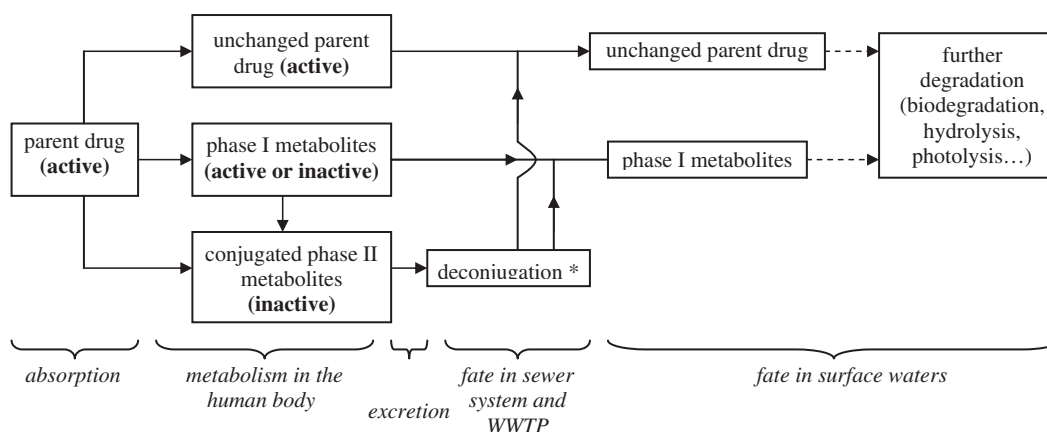 unchanged parent
drug (active)
unchanged parent drug
further
degradation
(biodegradation,
hydrolysis,
photolysis…)
parent drug
(active)
phase I metabolites
(active or inactive)
phase I metabolites
conjugated phase II
metabolites
(inactive)
deconjugation *
absorption
metabolism in the
human body
excretion
fate in sewer
system and
WWTP
fate in surface waters